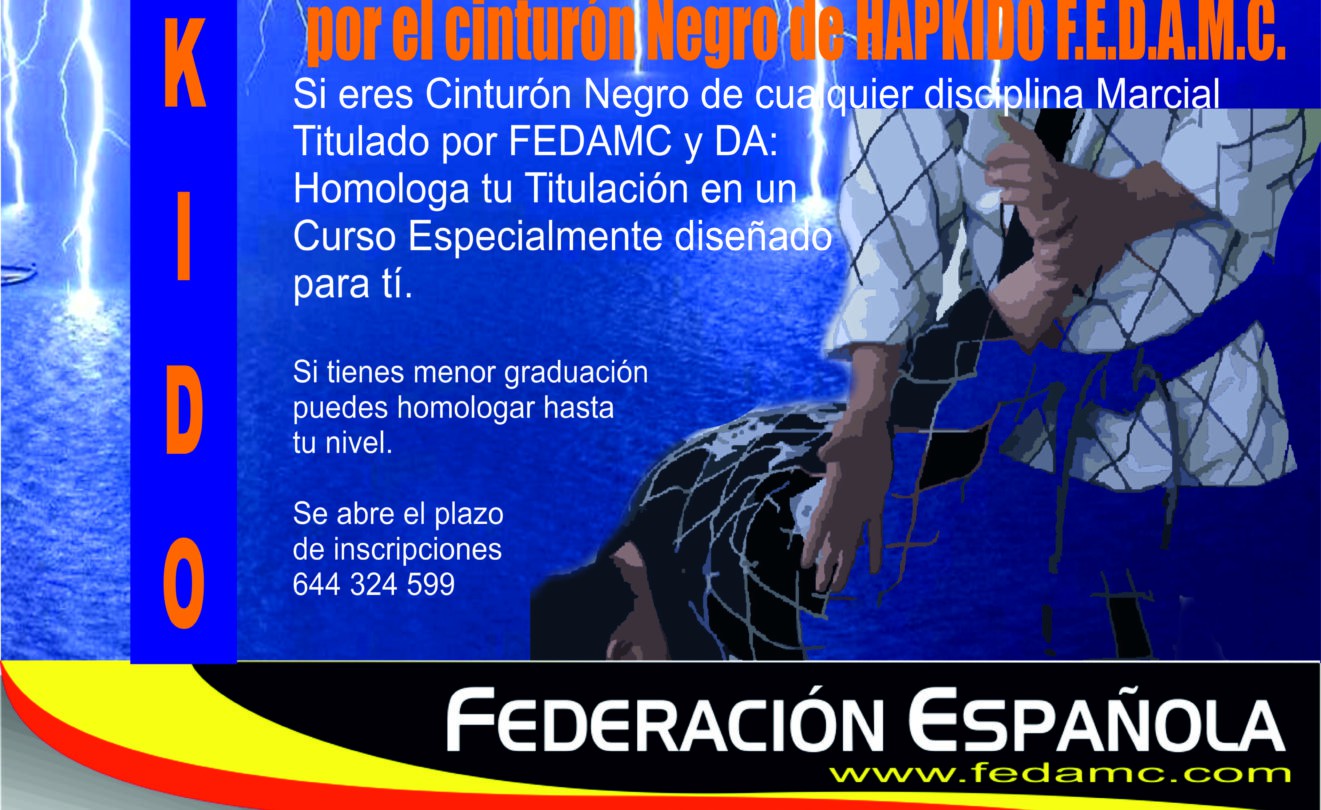 K
I
D
O
por el cinturón Negro de HAPKIDO F.E.D.A.M.C.
Si eres Cinturón Negro de cualquier disciplina Marcial
Titulado por FEDAMC y DA:
Homologa tu Titulación en un
Curso Especialmente diseñado
para tí.
Si tienes menor graduación
puedes homologar hasta
tu nivel.
Se abre el plazo
de inscripciones
644 324 599
FEDERACIÓN ESPAÑOLA
www.fedamc.com